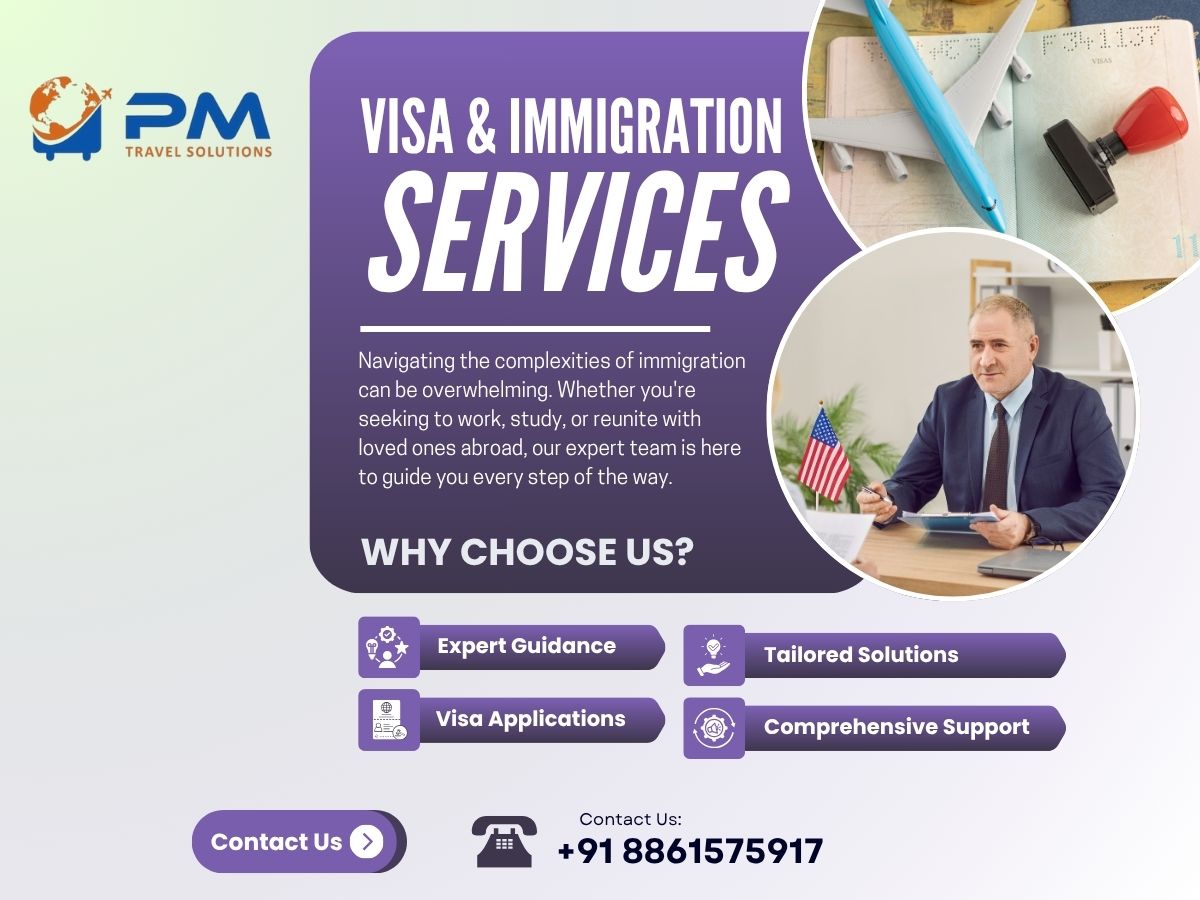 PM
TRAVEL SOLUTIONS
VISA & IMMIGRATION
SERVICES
Navigating the complexities of immigration
can be overwhelming. Whether you're
seeking to work, study, or reunite with
loved ones abroad, our expert team is here
to guide you every step of the way.
WHY CHOOSE US?
Expert Guidance
Tailored Solutions
Visa Applications
Comprehensive Support
Contact Us
Contact Us:
+91 8861575917
VISAS